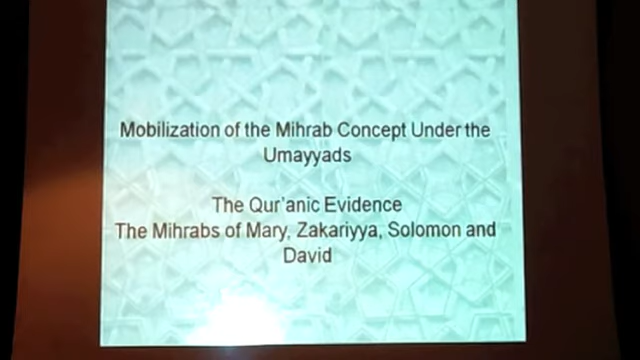 Mobilization of the Mihrab Concept Under the
Umayyads
The Qur'anic Evidence
The Mihrabs of Mary, Zakariyya, Solomon and
David